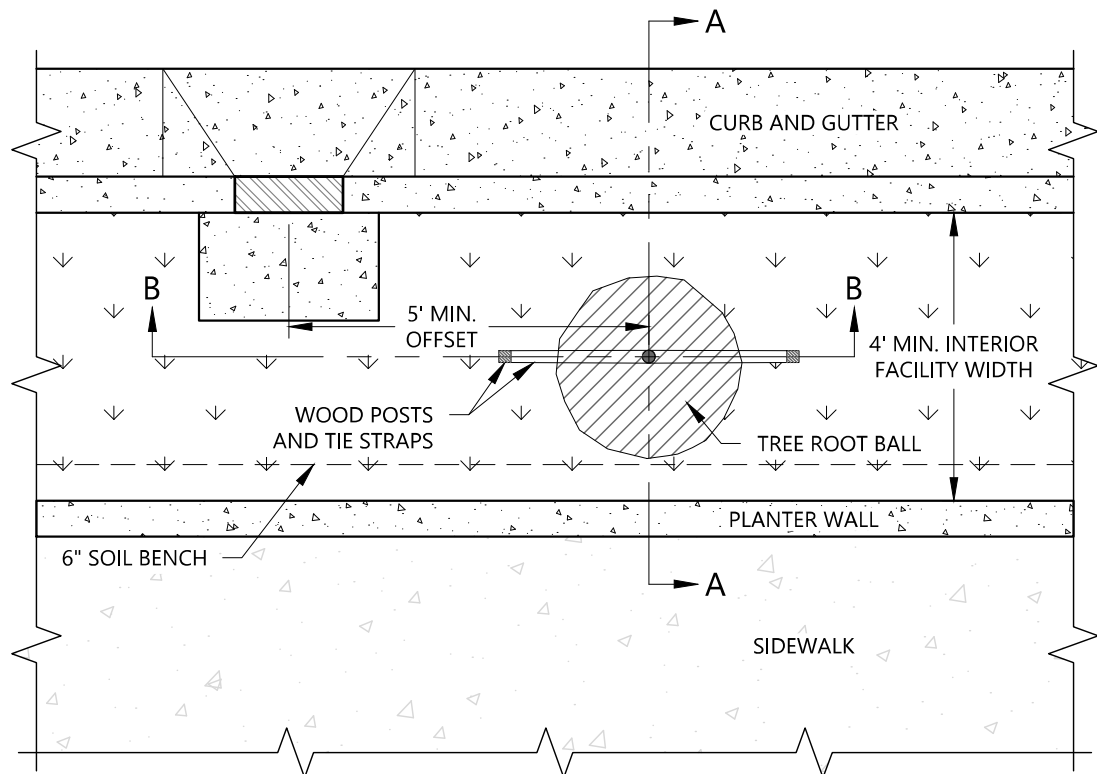 A
CURB AND GUTTER
B
5' MIN.
OFFSET
B
4' MIN. INTERIOR
FACILITY WIDTH
WOOD POSTS
AND TIE STRAPS
TREE ROOT BALL
PLANTER WALL
6" SOIL BENCH
A
SIDEWALK